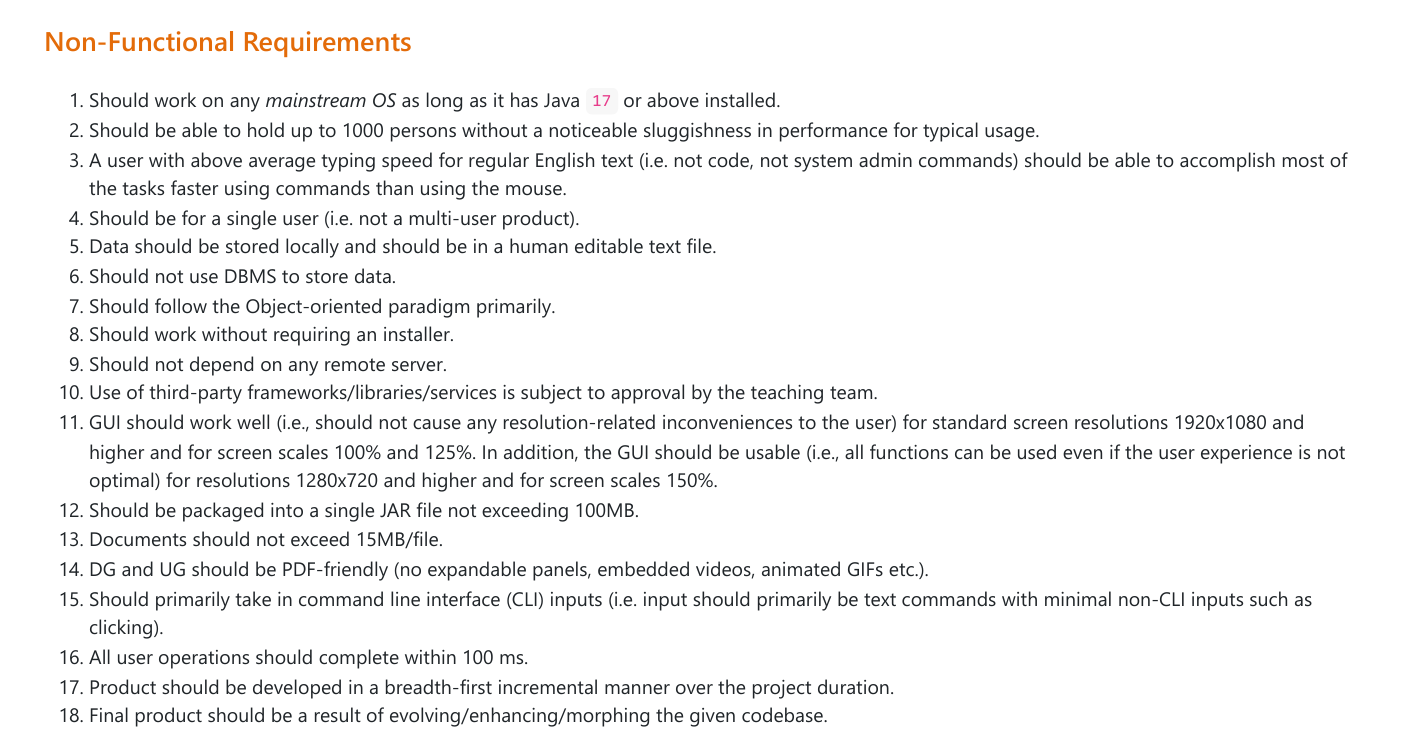 Non-Functional Requirements
1. Should work on any mainstream OS as long as it has Java 17 or above installed.
2. Should be able to hold up to 1000 persons without a noticeable sluggishness in performance for typical usage.
3. A user with above average typing speed for regular English text (i.e. not code, not system admin commands) should be able to accomplish most of
the tasks faster using commands than using the mouse.
4. Should be for a single user (i.e. not a multi-user product).
5. Data should be stored locally and should be in a human editable text file.
6. Should not use DBMS to store data.
7. Should follow the Object-oriented paradigm primarily.
8. Should work without requiring an installer.
9. Should not depend on any remote server.
10. Use of third-party frameworks/libraries/services is subject to approval by the teaching team.
11. GUI should work well (i.e., should not cause any resolution-related inconveniences to the user) for standard screen resolutions 1920x1080 and
higher and for screen scales 100% and 125%. In addition, the GUI should be usable (i.e., all functions can be used even if the user experience is not
optimal) for resolutions 1280x720 and higher and for screen scales 150%.
12. Should be packaged into a single JAR file not exceeding 100MB.
13. Documents should not exceed 15MB/file.
14. DG and UG should be PDF-friendly (no expandable panels, embedded videos, animated GIFs etc.).
15. Should primarily take in command line interface (CLI) inputs (i.e. input should primarily be text commands with minimal non-CLI inputs such as
clicking).
16. All user operations should complete within 100 ms.
17. Product should be developed in a breadth-first incremental manner over the project duration.
18. Final product should be a result of evolving/enhancing/morphing the given codebase.